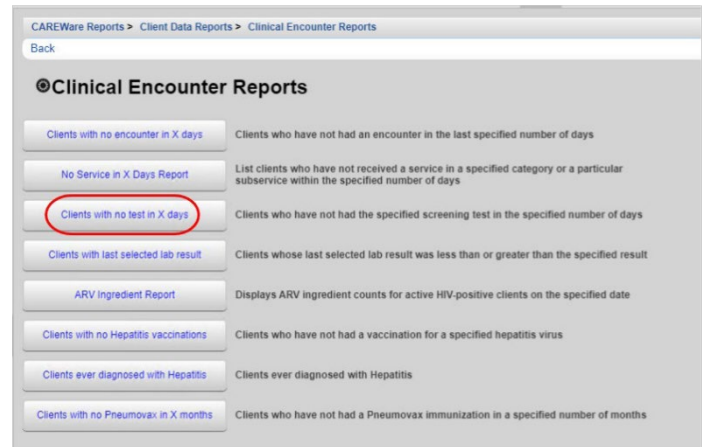 CAREWare Reports > Client Data Reports > Clinical Encounter Reports
Back
Clinical Encounter Reports
Clients with no encounter in X days
Clients who have not had an encounter in the last specified number of days
No Service in X Days Report
List clients who have not received a service in a specified category or a particular
subservice within the specified number of days
Clients with no test in X days
Clients who have not had the specified screening test in the specified number of days
Clients with last selected lab result
Clients whose last selected lab result was less than or greater than the specified result
ARV Ingredient Report
Displays ARV ingredient counts for active HIV-positive clients on the specified date
Clients with no Hepatitis vaccinations
Clients who have not had a vaccination for a specified hepatitis virus
Clients ever diagnosed with Hepatitis
Clients ever diagnosed with Hepatitis
Clients with no Pneumovax in X months
Clients who have not had a Pneumovax immunization in a specified number of months